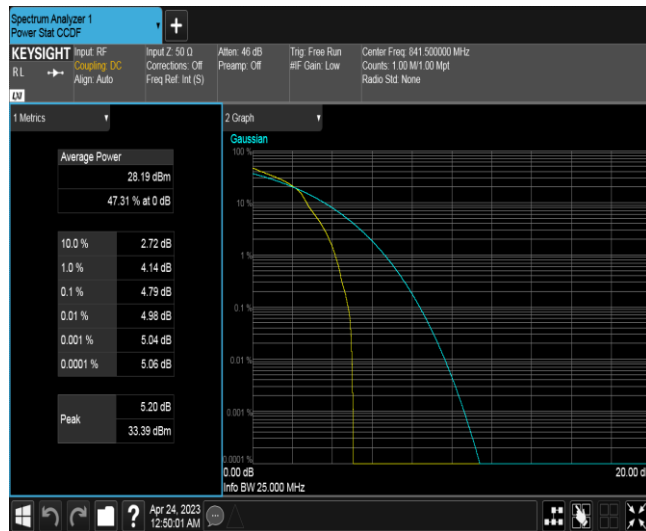 Spectrum Analyzer 1
Power Stat CCDF
+
KEYSIGHT
RL
LXI
Input: RF
Coupling: DC
Align: Auto
Input Z: 50 Ω
Corrections: Off
Freq Ref: Int (S)
Atten: 46 dB
Preamp: Off
Trig: Free Run
#IF Gain: Low
Center Freq: 841.500000 MHz
Counts: 1.00 M/1.00 Mpt
Radio Std: None
1 Metrics
Average Power
28.19 dBm
47.31 % at 0 dB
10.0 % 2.72 dB
1.0 % 4.14 dB
0.1 % 4.79 dB
0.01 % 4.98 dB
0.001 % 5.04 dB
0.0001 % 5.06 dB
Peak
5.20 dB
33.39 dBm
2 Graph
Gaussian
100 %
10 %
1 %
0.1 %
0.01 %
0.001 %
0.0001 %
0.00 dB
20.00 d
Info BW 25.000 MHz
?
Apr 24, 2023
12:50:01 AM